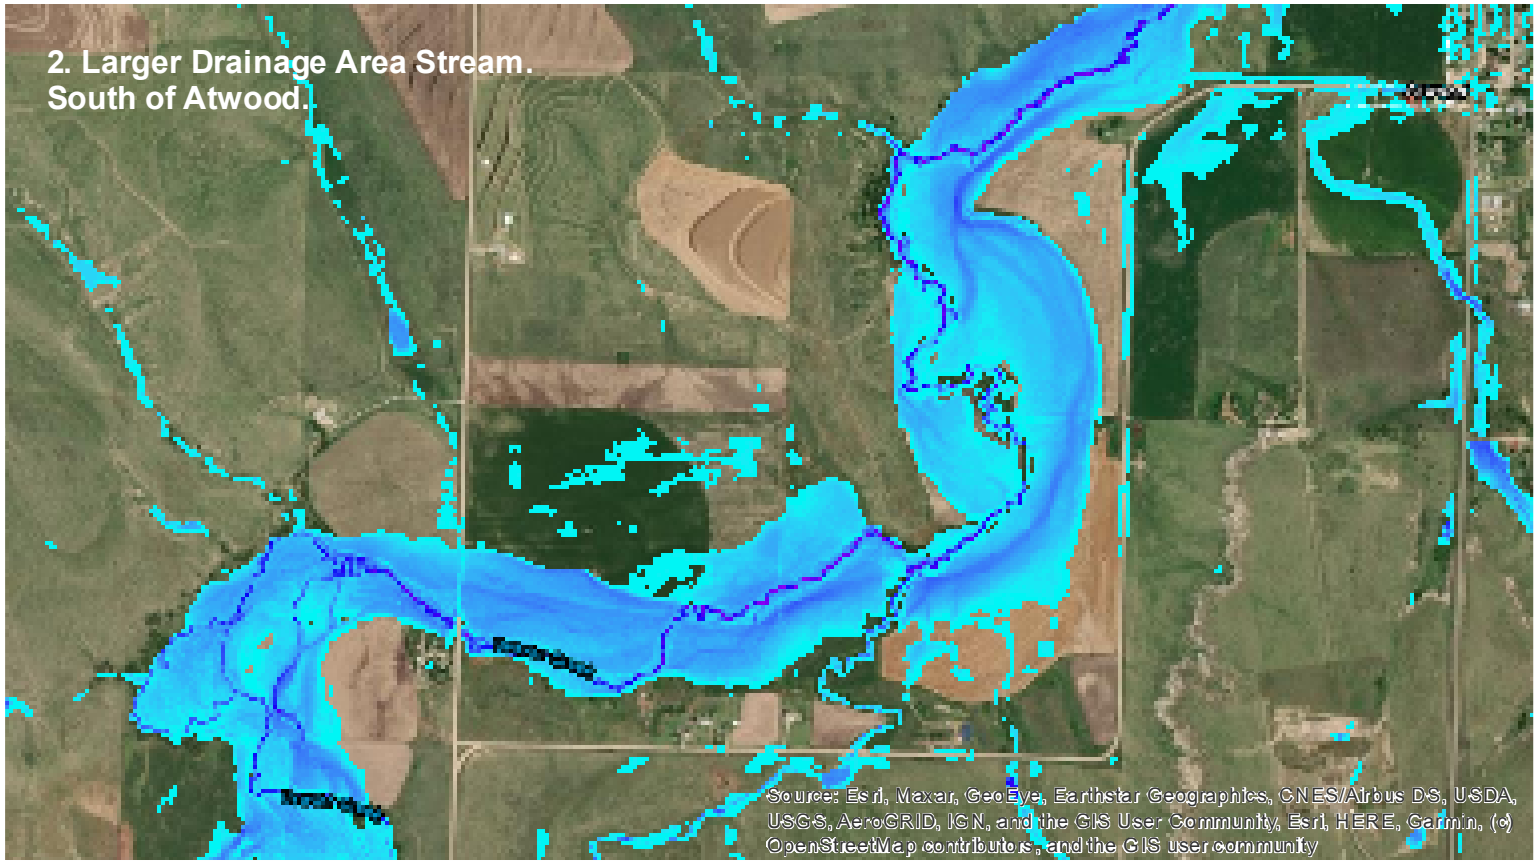 2. Larger Drainage Area Stream.
South of Atwood.
Source: Esri, Maxar, GeoEye, Earthstar Geographics, CNES/Airbus DS, USDA,
USGS, AeroGRID, IGN, and the GIS User Community, Esri, HERE, Garmin, (c)
OpenStreetMap contributors, and the GIS user community